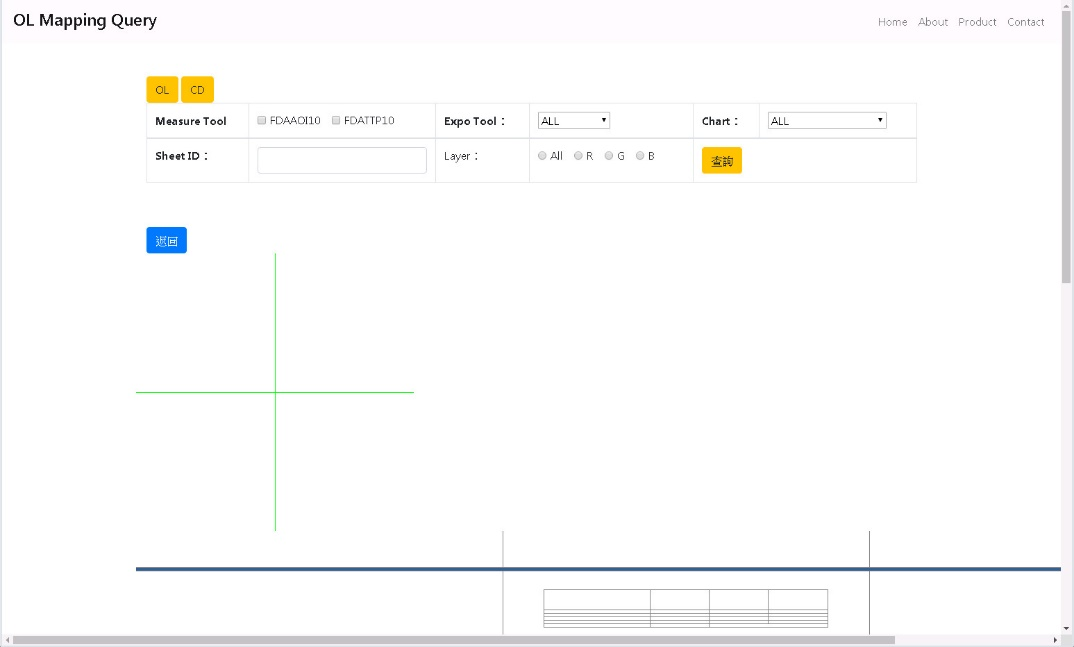 OL Mapping Query
Home About Product Contact
OL CD
Measure Tool FDAAOI10 FDATTP10 Expo Tool： ALL Chart： ALL
Sheet ID： Layer： All R G B 查詢
返回